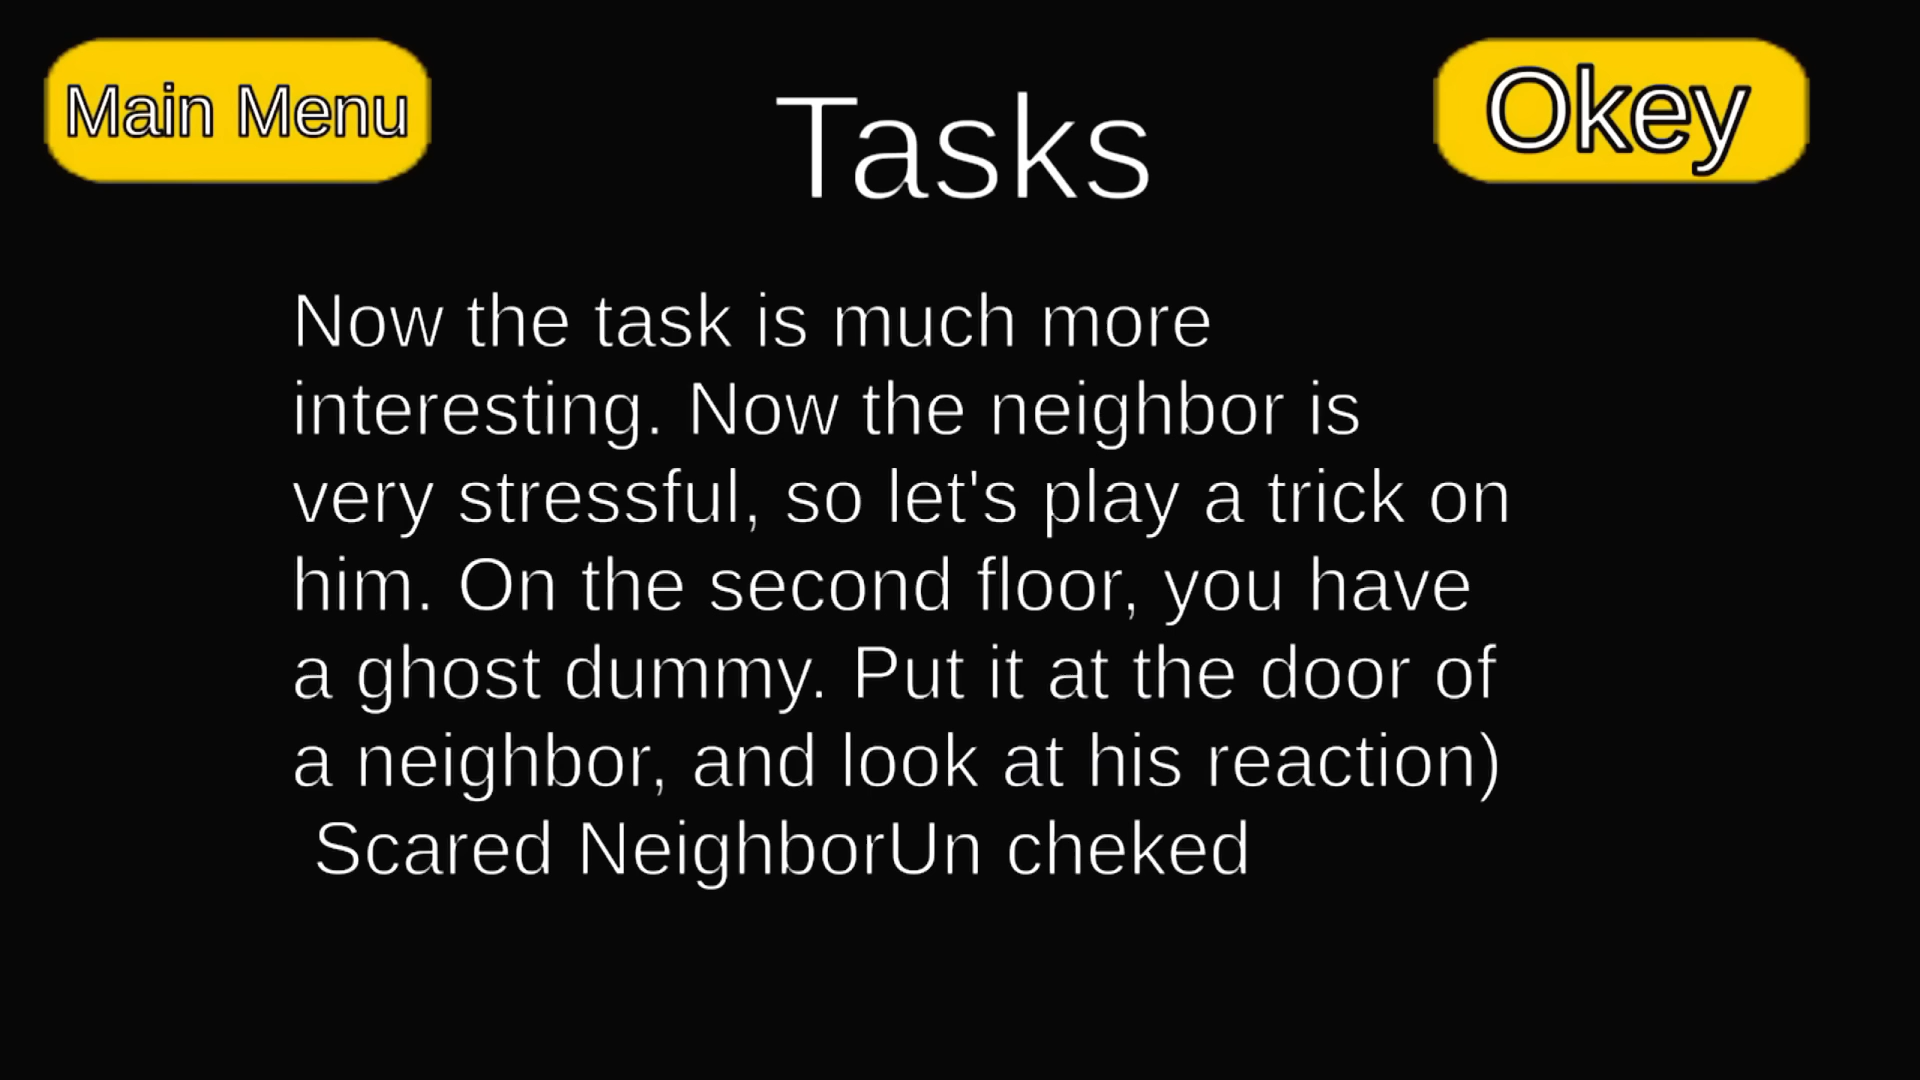 Main Menu
Tasks
Okey
Now the task is much more
interesting. Now the neighbor is
very stressful, so let's play a trick on
him. On the second floor, you have
a ghost dummy. Put it at the door of
a neighbor, and look at his reaction)
Scared NeighborUn cheked